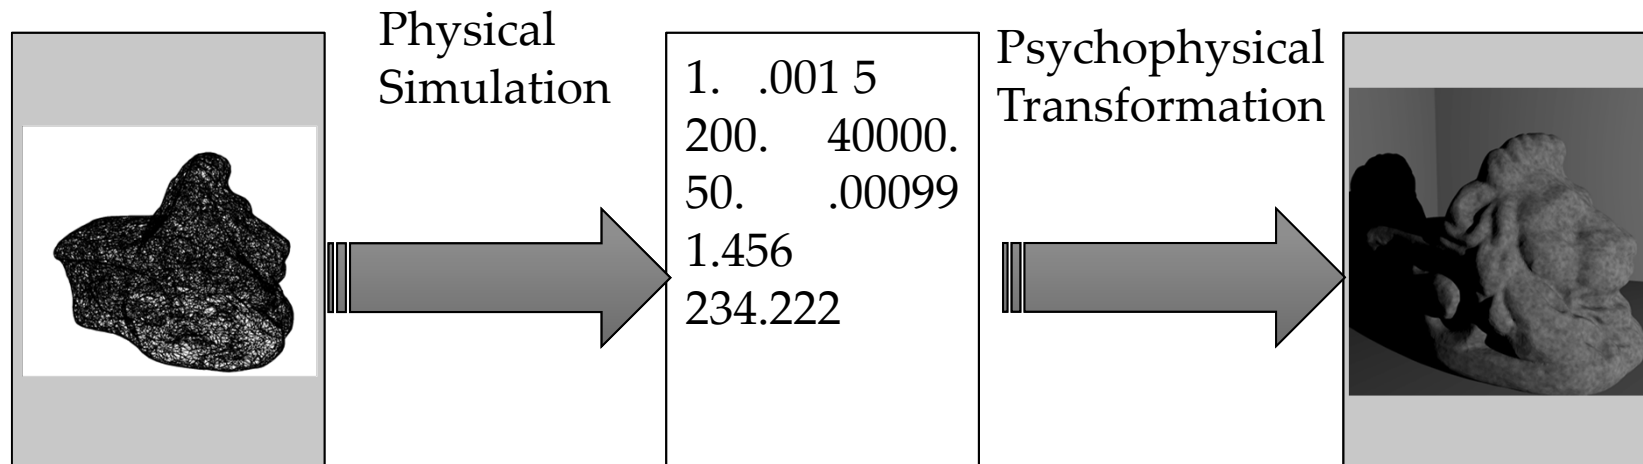 Physical
Simulation
1. .001 5
200. 40000.
50. .00099
1.456
234.222
Psychophysical
Transformation